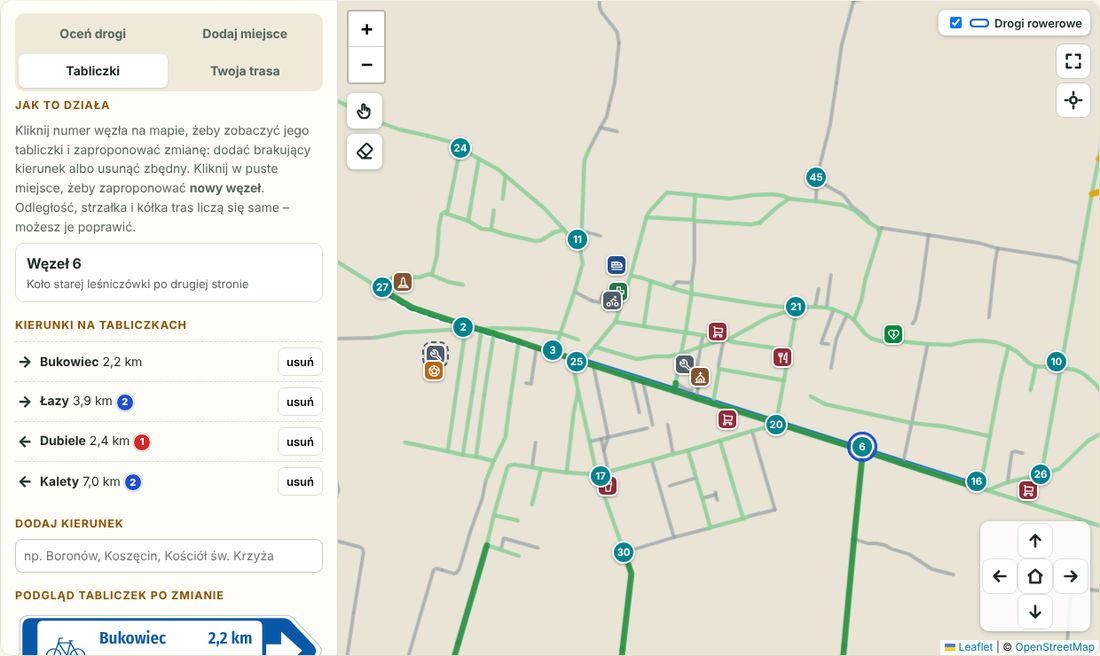 Oceń drogi
Dodaj miejsce
Tabliczki
Twoja trasa
JAK TO DZIAŁA
Kliknij numer węzła na mapie, żeby zobaczyć jego
tabliczki i zaproponować zmianę: dodać brakujący
kierunek albo usunąć zbędny. Kliknij w puste
miejsce, żeby zaproponować nowy węzeł.
Odległość, strzałka i kółka tras liczą się same –
możesz je poprawić.
Węzeł 6
Koło starej leśniczówki po drugiej stronie
KIERUNKI NA TABLICZKACH
→ Bukowiec 2,2 km usuń
→ Łazy 3,9 km 2 usuń
← Dubiele 2,4 km 1 usuń
← Kalety 7,0 km 2 usuń
DODAJ KIERUNEK
np. Boronów, Koszęcin, Kościół św. Krzyża
PODGLĄD TABLICZEK PO ZMIANIE
Bukowiec 2,2 km
+
−
Drogi rowerowe
24
45
11
27
2
3
25
21
10
20
6
16
26
17
30
Leaflet | © OpenStreetMap